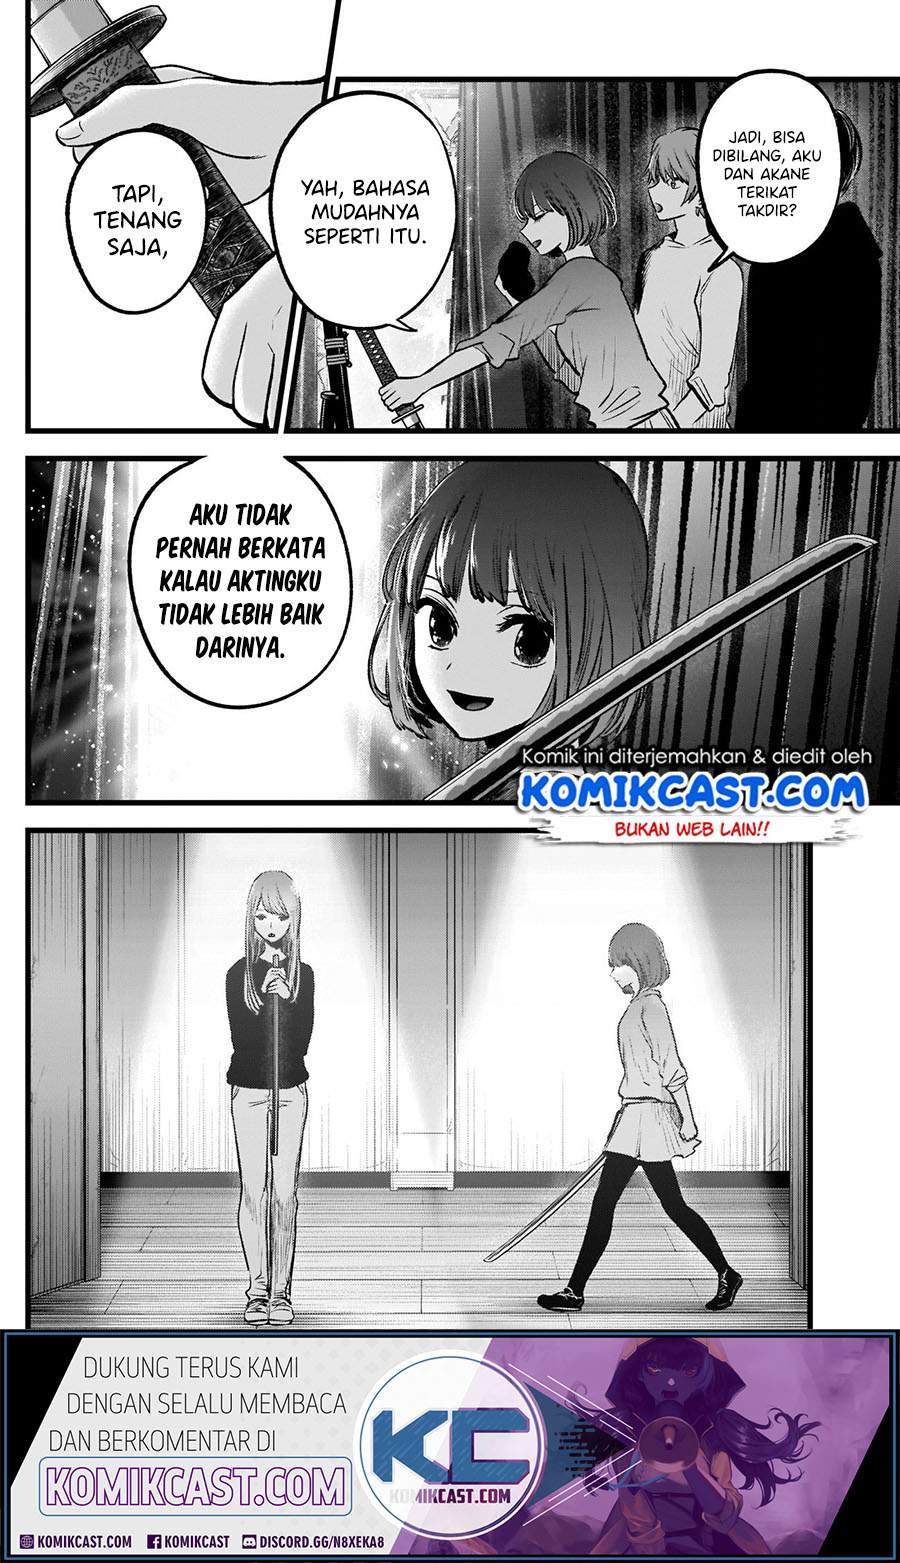 JADI, BISA
DIBILANG, AKU
DAN AKANE
TERIKAT
TAKDIR?
YAH, BAHASA
MUDAHNYA
SEPERTI ITU.
TAPI,
TENANG
SAJA,
AKU TIDAK
PERNAH BERKATA
KALAU AKTINGKU
TIDAK LEBIH BAIK
DARINYA.
Komik ini diterjemahkan & diedit oleh
KOMIKCAST.COM
BUKAN WEB LAIN!!
DUKUNG TERUS KAMI
DENGAN SELALU MEMBACA
DAN BERKOMENTAR DI
KOMIKCAST.COM
KC
KOMIKCAST.COM
KOMIKCAST.COM
FACEBOOK
DISCORD.GG/N8XEKA8